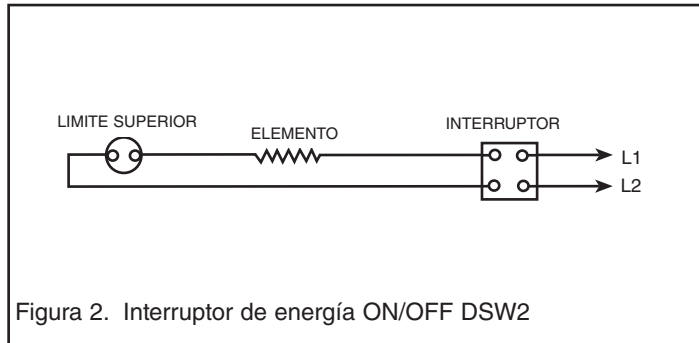 LIMITE SUPERIOR
ELEMENTO
INTERRUPTOR
L1
L2
Figura 2. Interruptor de energía ON/OFF DSW2